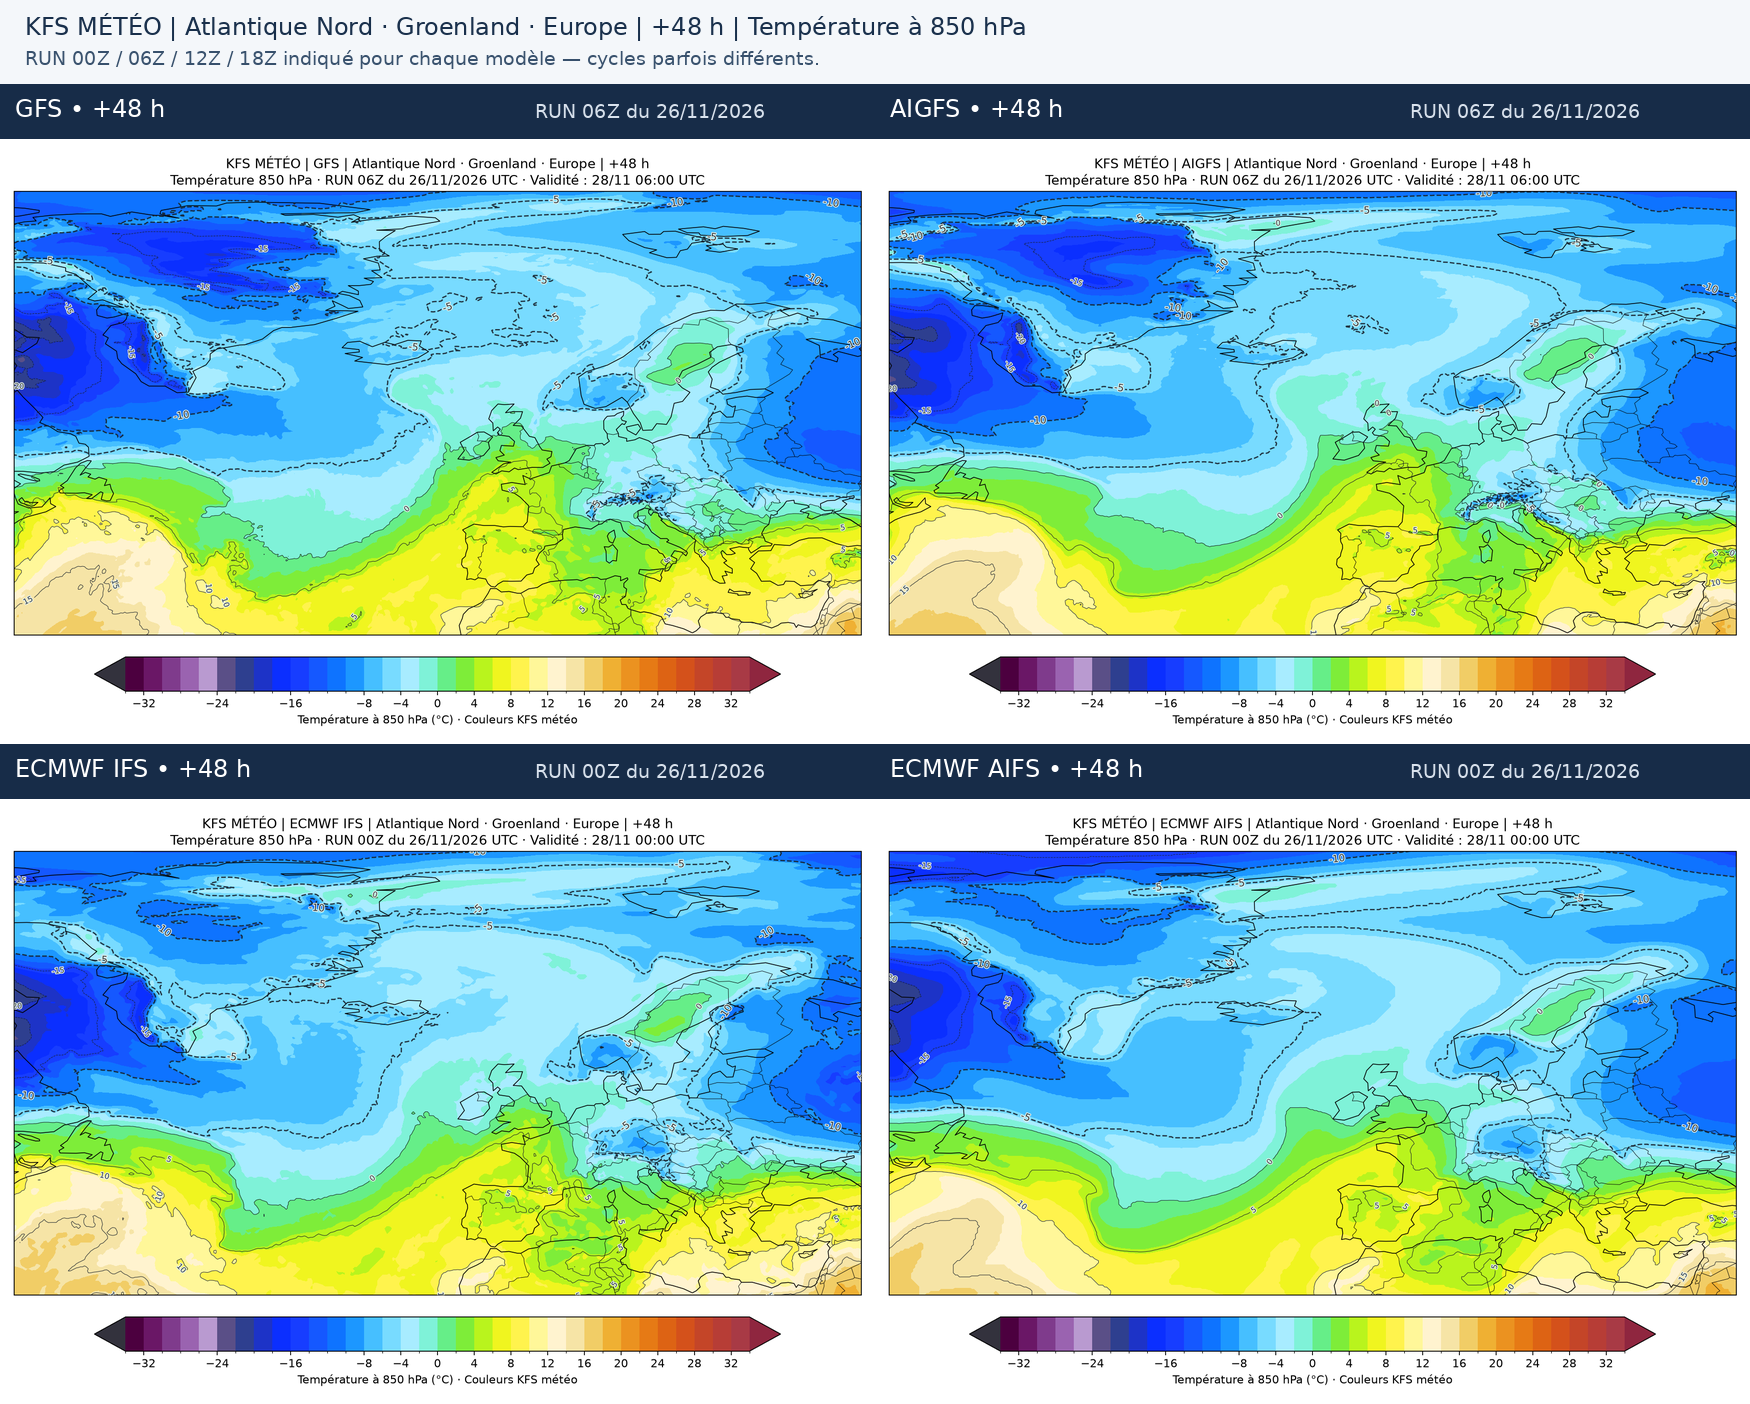 KFS MÉTÉO | Atlantique Nord · Groenland · Europe | +48 h | Température à 850 hPa
RUN 00Z / 06Z / 12Z / 18Z indiqué pour chaque modèle — cycles parfois différents.
GFS • +48 h
RUN 06Z du 26/11/2026
AIGFS • +48 h
RUN 06Z du 26/11/2026
KFS MÉTÉO | GFS | Atlantique Nord · Groenland · Europe | +48 h
Température 850 hPa · RUN 06Z du 26/11/2026 UTC · Validité : 28/11 06:00 UTC
KFS MÉTÉO | AIGFS | Atlantique Nord · Groenland · Europe | +48 h
Température 850 hPa · RUN 06Z du 26/11/2026 UTC · Validité : 28/11 06:00 UTC
−32 −24 −16 −8 −4 0 4 8 12 16 20 24 28 32
Température à 850 hPa (°C) · Couleurs KFS météo
−32 −24 −16 −8 −4 0 4 8 12 16 20 24 28 32
Température à 850 hPa (°C) · Couleurs KFS météo
ECMWF IFS • +48 h
RUN 00Z du 26/11/2026
ECMWF AIFS • +48 h
RUN 00Z du 26/11/2026
KFS MÉTÉO | ECMWF IFS | Atlantique Nord · Groenland · Europe | +48 h
Température 850 hPa · RUN 00Z du 26/11/2026 UTC · Validité : 28/11 00:00 UTC
KFS MÉTÉO | ECMWF AIFS | Atlantique Nord · Groenland · Europe | +48 h
Température 850 hPa · RUN 00Z du 26/11/2026 UTC · Validité : 28/11 00:00 UTC
−32 −24 −16 −8 −4 0 4 8 12 16 20 24 28 32
Température à 850 hPa (°C) · Couleurs KFS météo
−32 −24 −16 −8 −4 0 4 8 12 16 20 24 28 32
Température à 850 hPa (°C) · Couleurs KFS météo